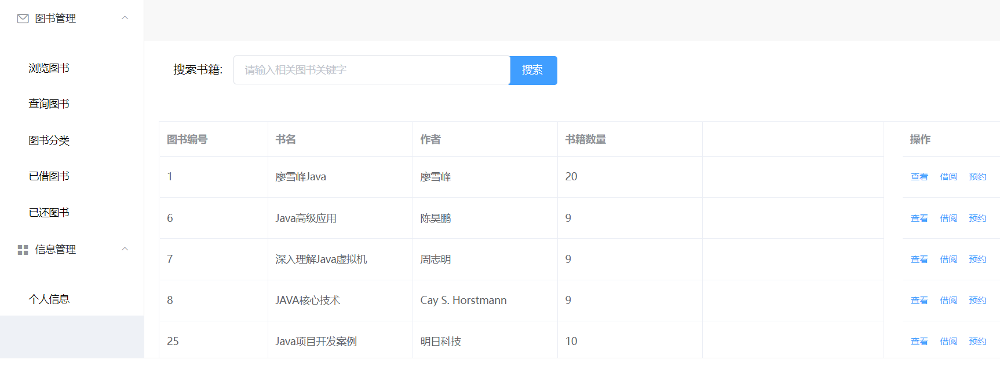 图书管理
浏览图书
查询图书
图书分类
已借图书
已还图书
信息管理
个人信息
搜索书籍: 请输入相关图书关键字 搜索
图书编号 书名 作者 书籍数量 操作
1 廖雪峰Java 廖雪峰 20 查看 借阅 预约
6 Java高级应用 陈昊鹏 9 查看 借阅 预约
7 深入理解Java虚拟机 周志明 9 查看 借阅 预约
8 JAVA核心技术 Cay S. Horstmann 9 查看 借阅 预约
25 Java项目开发案例 明日科技 10 查看 借阅 预约